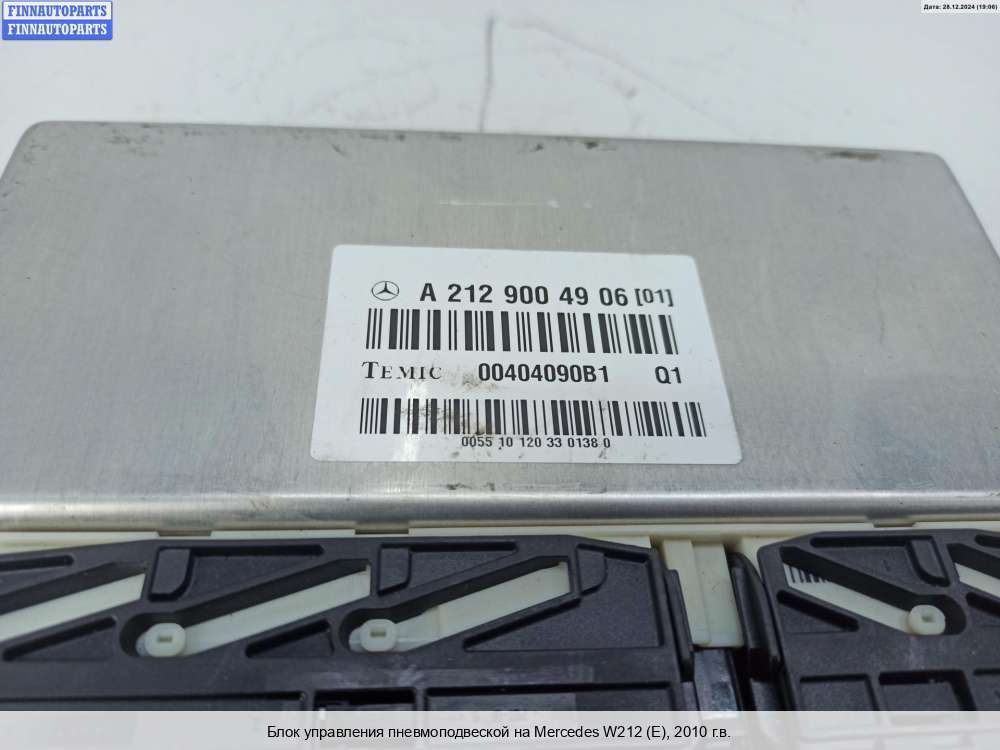 FINNAUTOPARTS
FINNAUTOPARTS
Дата: 28.12.2024 (19:06)
A 212 900 49 06 [01]
TEMIC 00404090B1 Q1
0055 10 120 33 0138 0
Блок управления пневмоподвеской на Mercedes W212 (E), 2010 г.в.